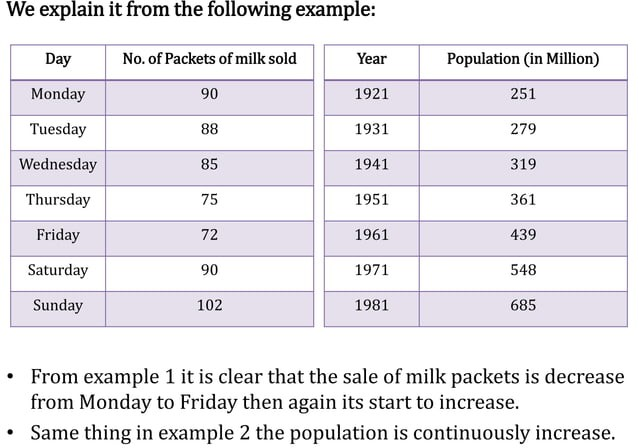 We explain it from the following example:
Day No. of Packets of milk sold Year Population (in Million)
Monday 90 1921 251
Tuesday 88 1931 279
Wednesday 85 1941 319
Thursday 75 1951 361
Friday 72 1961 439
Saturday 90 1971 548
Sunday 102 1981 685
• From example 1 it is clear that the sale of milk packets is decrease
from Monday to Friday then again its start to increase.
• Same thing in example 2 the population is continuously increase.